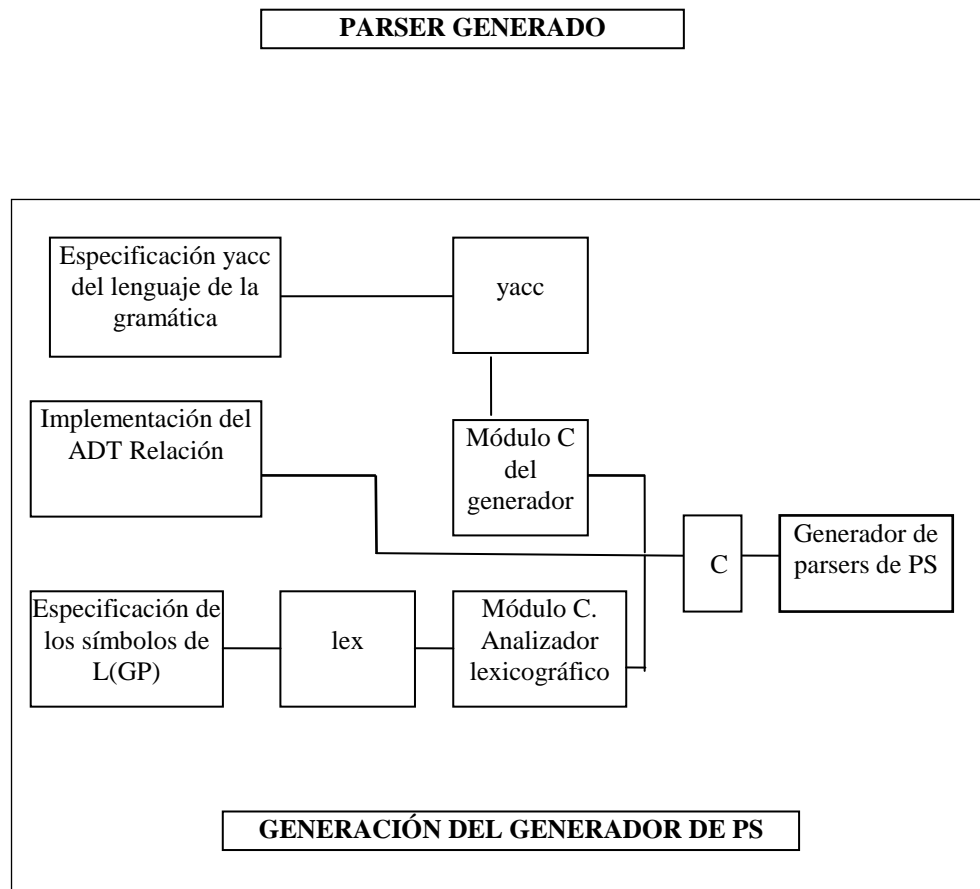 PARSER GENERADO
Especificación yacc
del lenguaje de la
gramática
yacc
Implementación del
ADT Relación
Módulo C
del
generador
C
Generador de
parsers de PS
Especificación de
los símbolos de
L(GP)
lex
Módulo C.
Analizador
lexicográfico
GENERACIÓN DEL GENERADOR DE PS